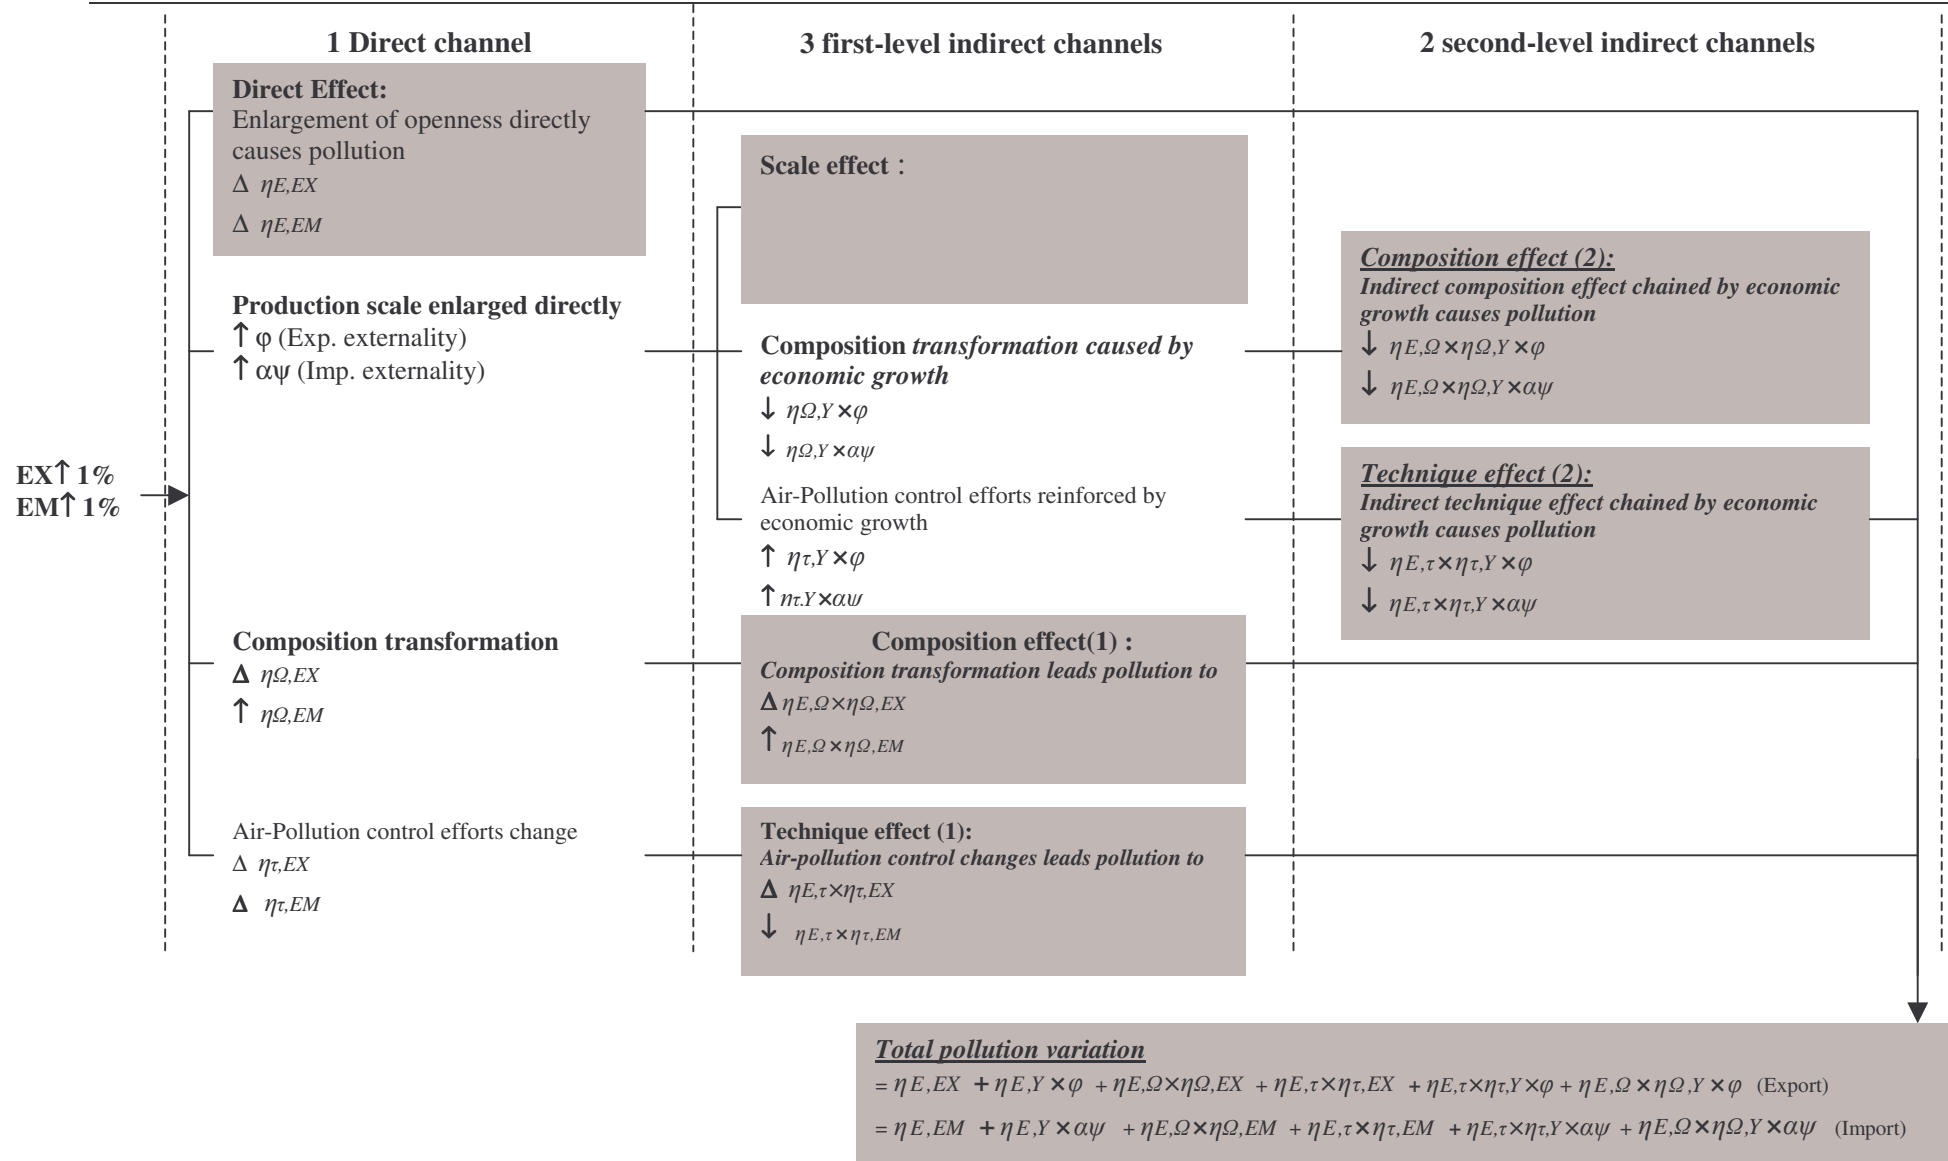 1 Direct channel
3 first-level indirect channels
2 second-level indirect channels
Direct Effect:
Enlargement of openness directly
causes pollution
Δ ηE,EX
Δ ηE,EM
Production scale enlarged directly
↑ φ (Exp. externality)
↑ αψ (Imp. externality)
EX↑ 1%
EM↑ 1%
Composition transformation
Δ ηΩ,EX
↑ ηΩ,EM
Air-Pollution control efforts change
Δ ητ,EX
Δ ητ,EM
Scale effect :
Composition transformation caused by
economic growth
↓ ηΩ,Y×φ
↓ ηΩ,Y×αψ
Air-Pollution control efforts reinforced by
economic growth
↑ ητ,Y×φ
↑ ητ,Y×αψ
Composition effect(1) :
Composition transformation leads pollution to
Δ ηE,Ω×ηΩ,EX
↑ ηE,Ω×ηΩ,EM
Technique effect (1):
Air-pollution control changes leads pollution to
Δ ηE,τ×ητ,EX
↓ ηE,τ×ητ,EM
Composition effect (2):
Indirect composition effect chained by economic
growth causes pollution
↓ ηE,Ω×ηΩ,Y×φ
↓ ηE,Ω×ηΩ,Y×αψ
Technique effect (2):
Indirect technique effect chained by economic
growth causes pollution
↓ ηE,τ×ητ,Y×φ
↓ ηE,τ×ητ,Y×αψ
Total pollution variation
= ηE,EX + ηE,Y×φ + ηE,Ω×ηΩ,EX + ηE,τ×ητ,EX + ηE,τ×ητ,Y×φ + ηE,Ω×ηΩ,Y×φ (Export)
= ηE,EM + ηE,Y×αψ + ηE,Ω×ηΩ,EM + ηE,τ×ητ,EM + ηE,τ×ητ,Y×αψ + ηE,Ω×ηΩ,Y×αψ (Import)